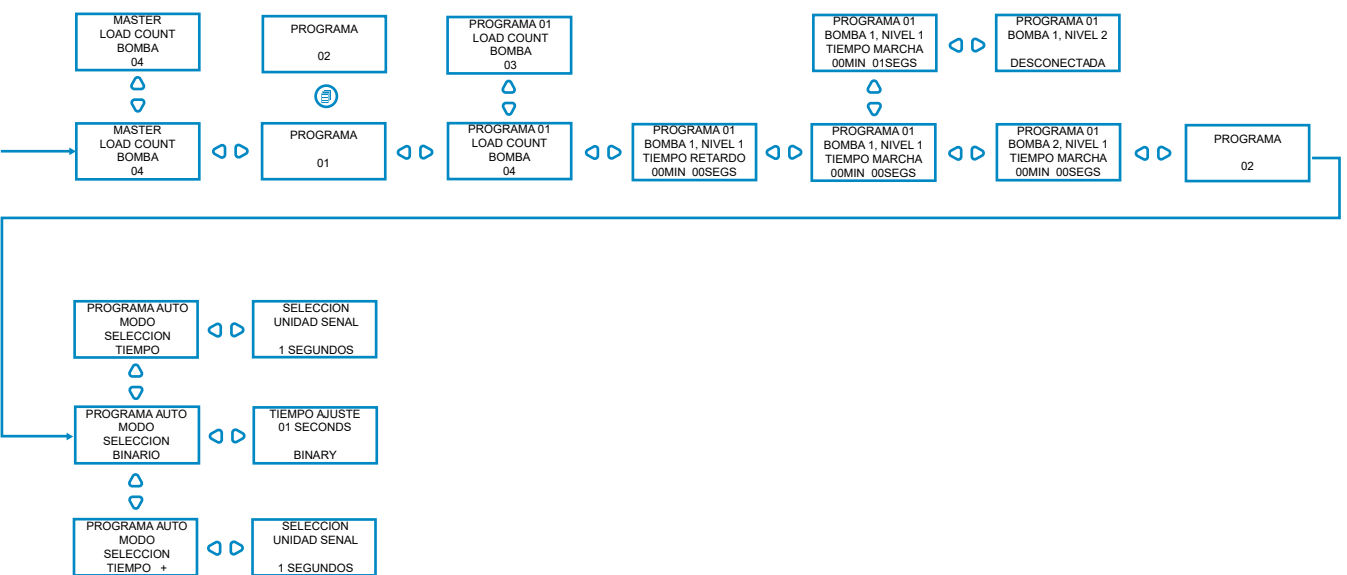 MASTER
LOAD COUNT
BOMBA
04
PROGRAMA
02
PROGRAMA 01
LOAD COUNT
BOMBA
03
PROGRAMA 01
BOMBA 1, NIVEL 1
TIEMPO MARCHA
00MIN 01SEGS
PROGRAMA 01
BOMBA 1, NIVEL 2
DESCONECTADA
MASTER
LOAD COUNT
BOMBA
04
PROGRAMA
01
PROGRAMA 01
LOAD COUNT
BOMBA
04
PROGRAMA 01
BOMBA 1, NIVEL 1
TIEMPO RETARDO
00MIN 00SEGS
PROGRAMA 01
BOMBA 1, NIVEL 1
TIEMPO MARCHA
00MIN 00SEGS
PROGRAMA 01
BOMBA 2, NIVEL 1
TIEMPO MARCHA
00MIN 00SEGS
PROGRAMA
02
PROGRAMA AUTO
MODO
SELECCION
TIEMPO
SELECCION
UNIDAD SENAL
1 SEGUNDOS
PROGRAMA AUTO
MODO
SELECCION
BINARIO
TIEMPO AJUSTE
01 SECONDS
BINARY
PROGRAMA AUTO
MODO
SELECCION
TIEMPO +
SELECCION
UNIDAD SENAL
1 SEGUNDOS